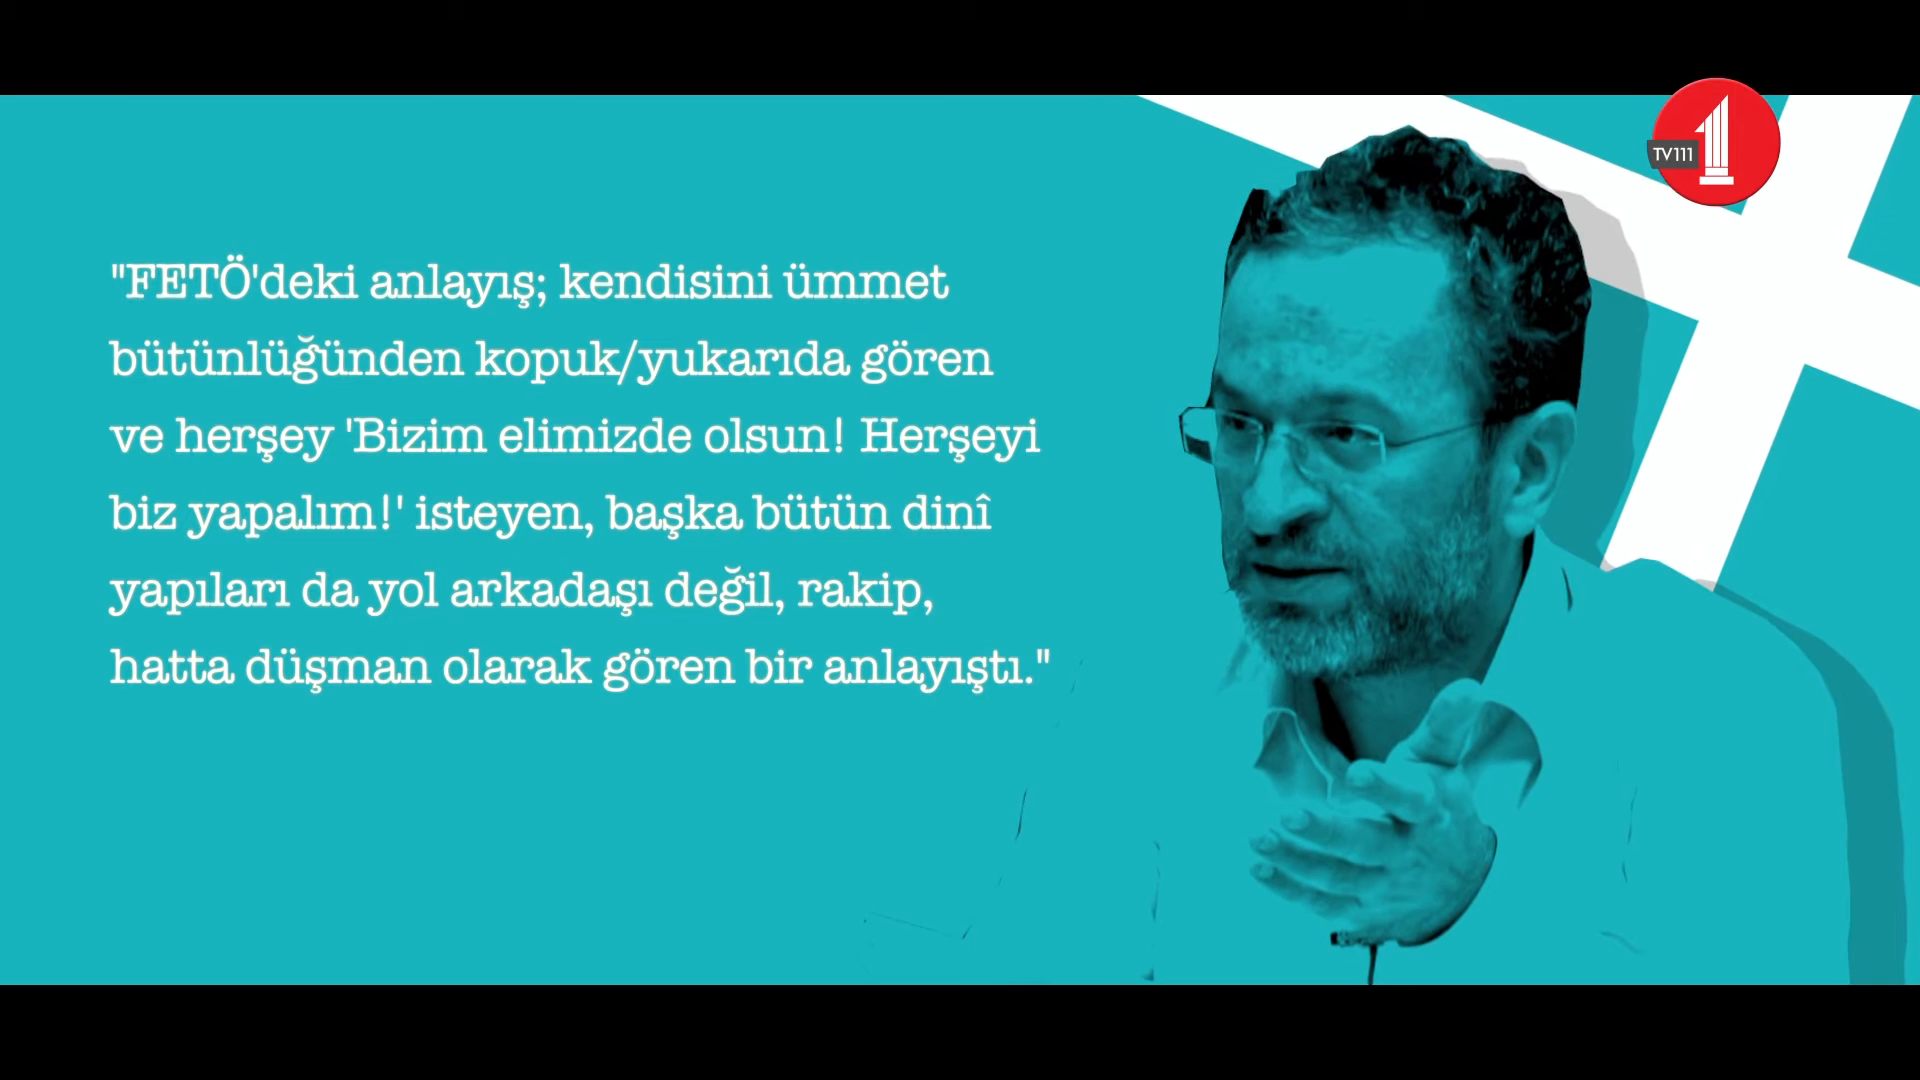 TV111
"FETÖ'deki anlayış; kendisini ümmet
bütünlüğünden kopuk/yukarıda gören
ve herşey 'Bizim elimizde olsun! Herşeyi
biz yapalım!' isteyen, başka bütün dinî
yapıları da yol arkadaşı değil, rakip,
hatta düşman olarak gören bir anlayıştı."